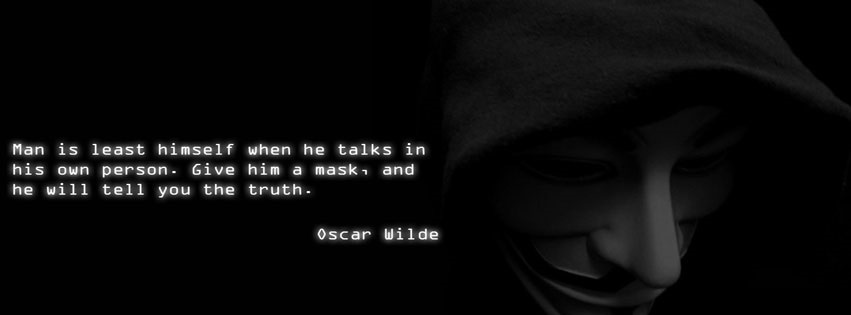 Man is least himself when he talks in
his own person. Give him a mask, and
he will tell you the truth.
Oscar Wilde